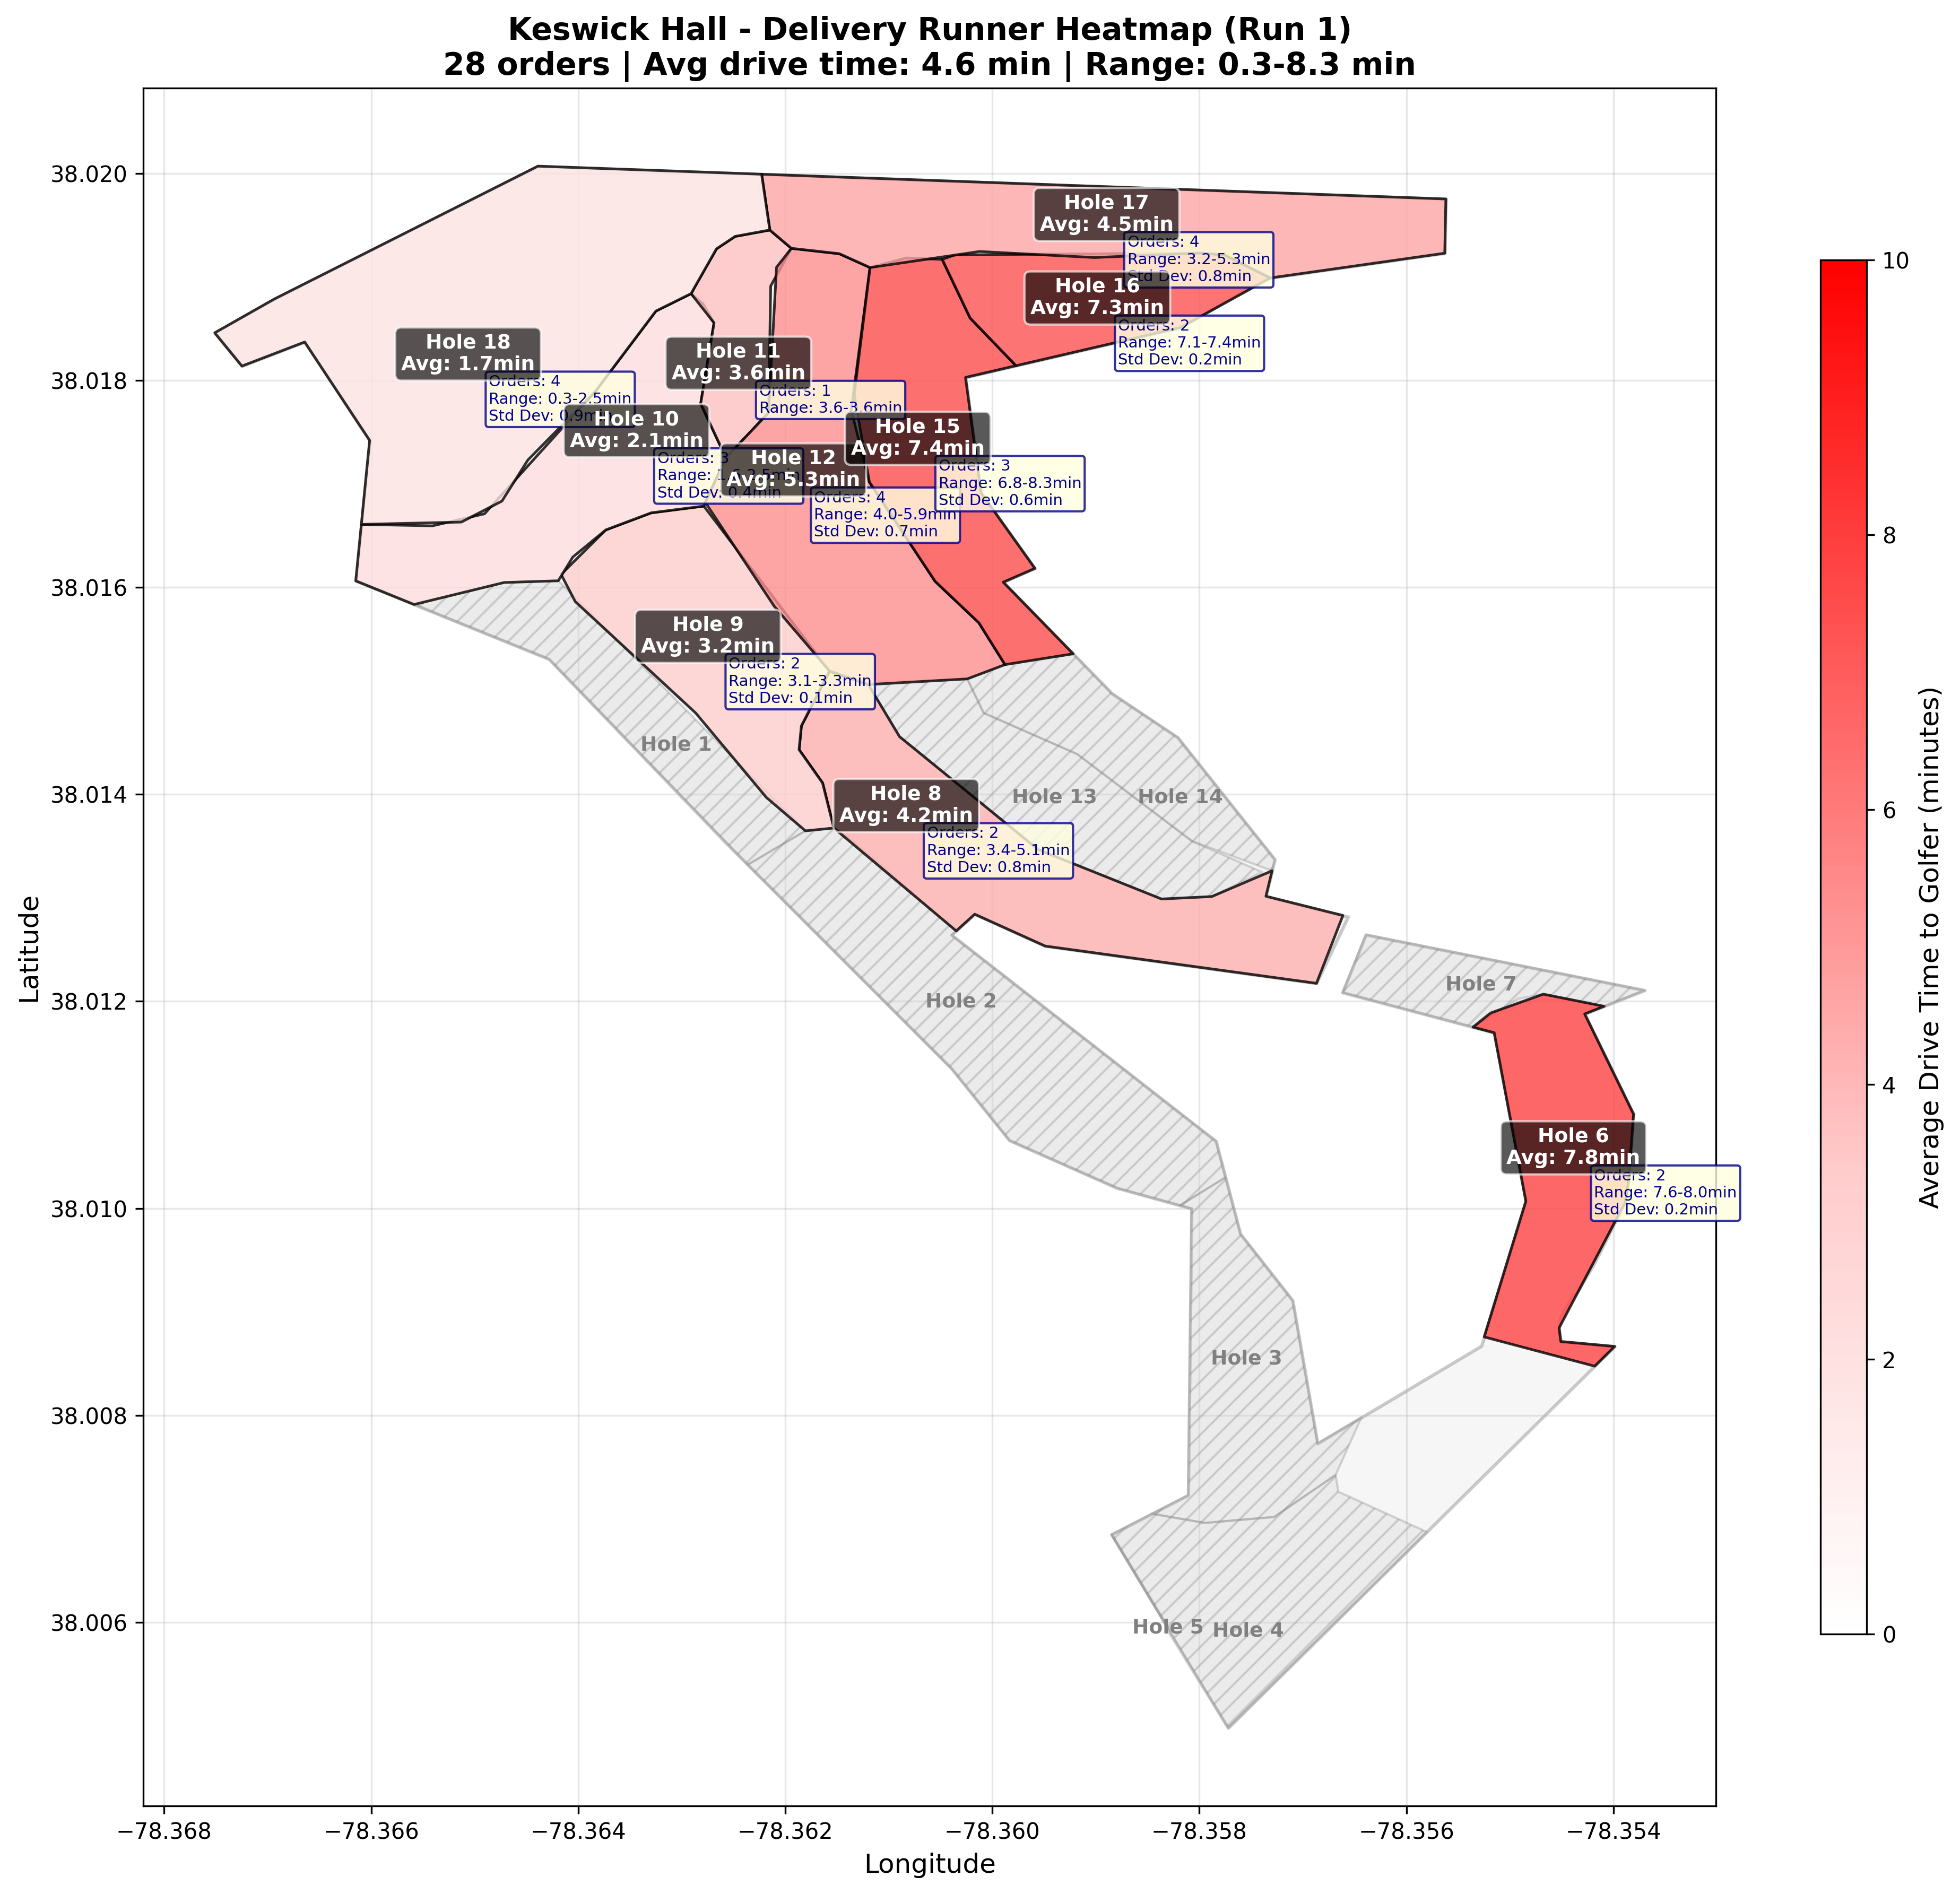 Keswick Hall - Delivery Runner Heatmap (Run 1)
28 orders | Avg drive time: 4.6 min | Range: 0.3-8.3 min
38.020
38.018
38.016
38.014
38.012
38.010
38.008
38.006
Latitude
Hole 17
Avg: 4.5min
Orders: 4
Range: 3.2-5.3min
Std Dev: 0.8min
Hole 16
Avg: 7.3min
Orders: 2
Range: 7.1-7.4min
Std Dev: 0.2min
Hole 18
Avg: 1.7min
Orders: 4
Range: 0.3-2.5min
Std Dev: 0.9min
Hole 11
Avg: 3.6min
Orders: 1
Range: 3.6-3.6min
Hole 10
Avg: 2.1min
Orders: 3
Range:
Std Dev: 0.4min
Hole 15
Avg: 7.4min
Orders: 3
Range: 6.8-8.3min
Std Dev: 0.6min
Hole 12
Avg: 5.3min
Orders: 4
Range: 4.0-5.9min
Std Dev: 0.7min
Hole 9
Avg: 3.2min
Orders: 2
Range: 3.1-3.3min
Std Dev: 0.1min
Hole 1
Hole 8
Avg: 4.2min
Orders: 2
Range: 3.4-5.1min
Std Dev: 0.8min
Hole 13
Hole 14
Hole 2
Hole 7
Hole 6
Avg: 7.8min
Orders: 2
Range: 7.6-8.0min
Std Dev: 0.2min
Hole 3
Hole 5
Hole 4
−78.368
−78.366
−78.364
−78.362
−78.360
−78.358
−78.356
−78.354
Longitude
10
8
6
4
2
0
Average Drive Time to Golfer (minutes)